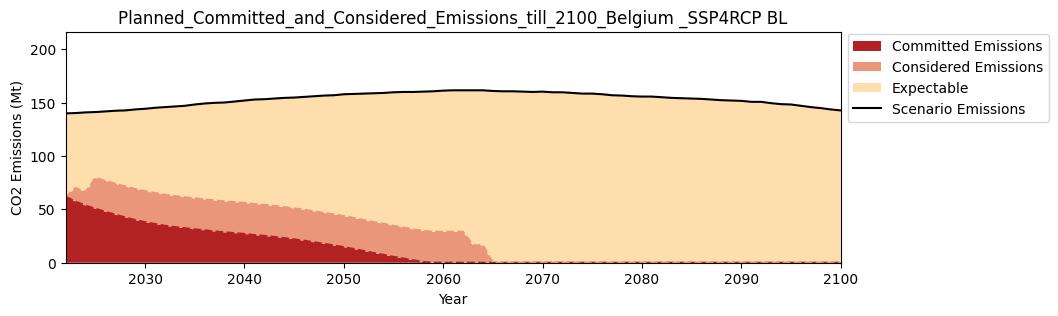 Planned_Committed_and_Considered_Emissions_till_2100_Belgium _SSP4RCP BL
Committed Emissions
Considered Emissions
Expectable
Scenario Emissions
CO2 Emissions (Mt)
200
150
100
50
0
2030 2040 2050 2060 2070 2080 2090 2100
Year